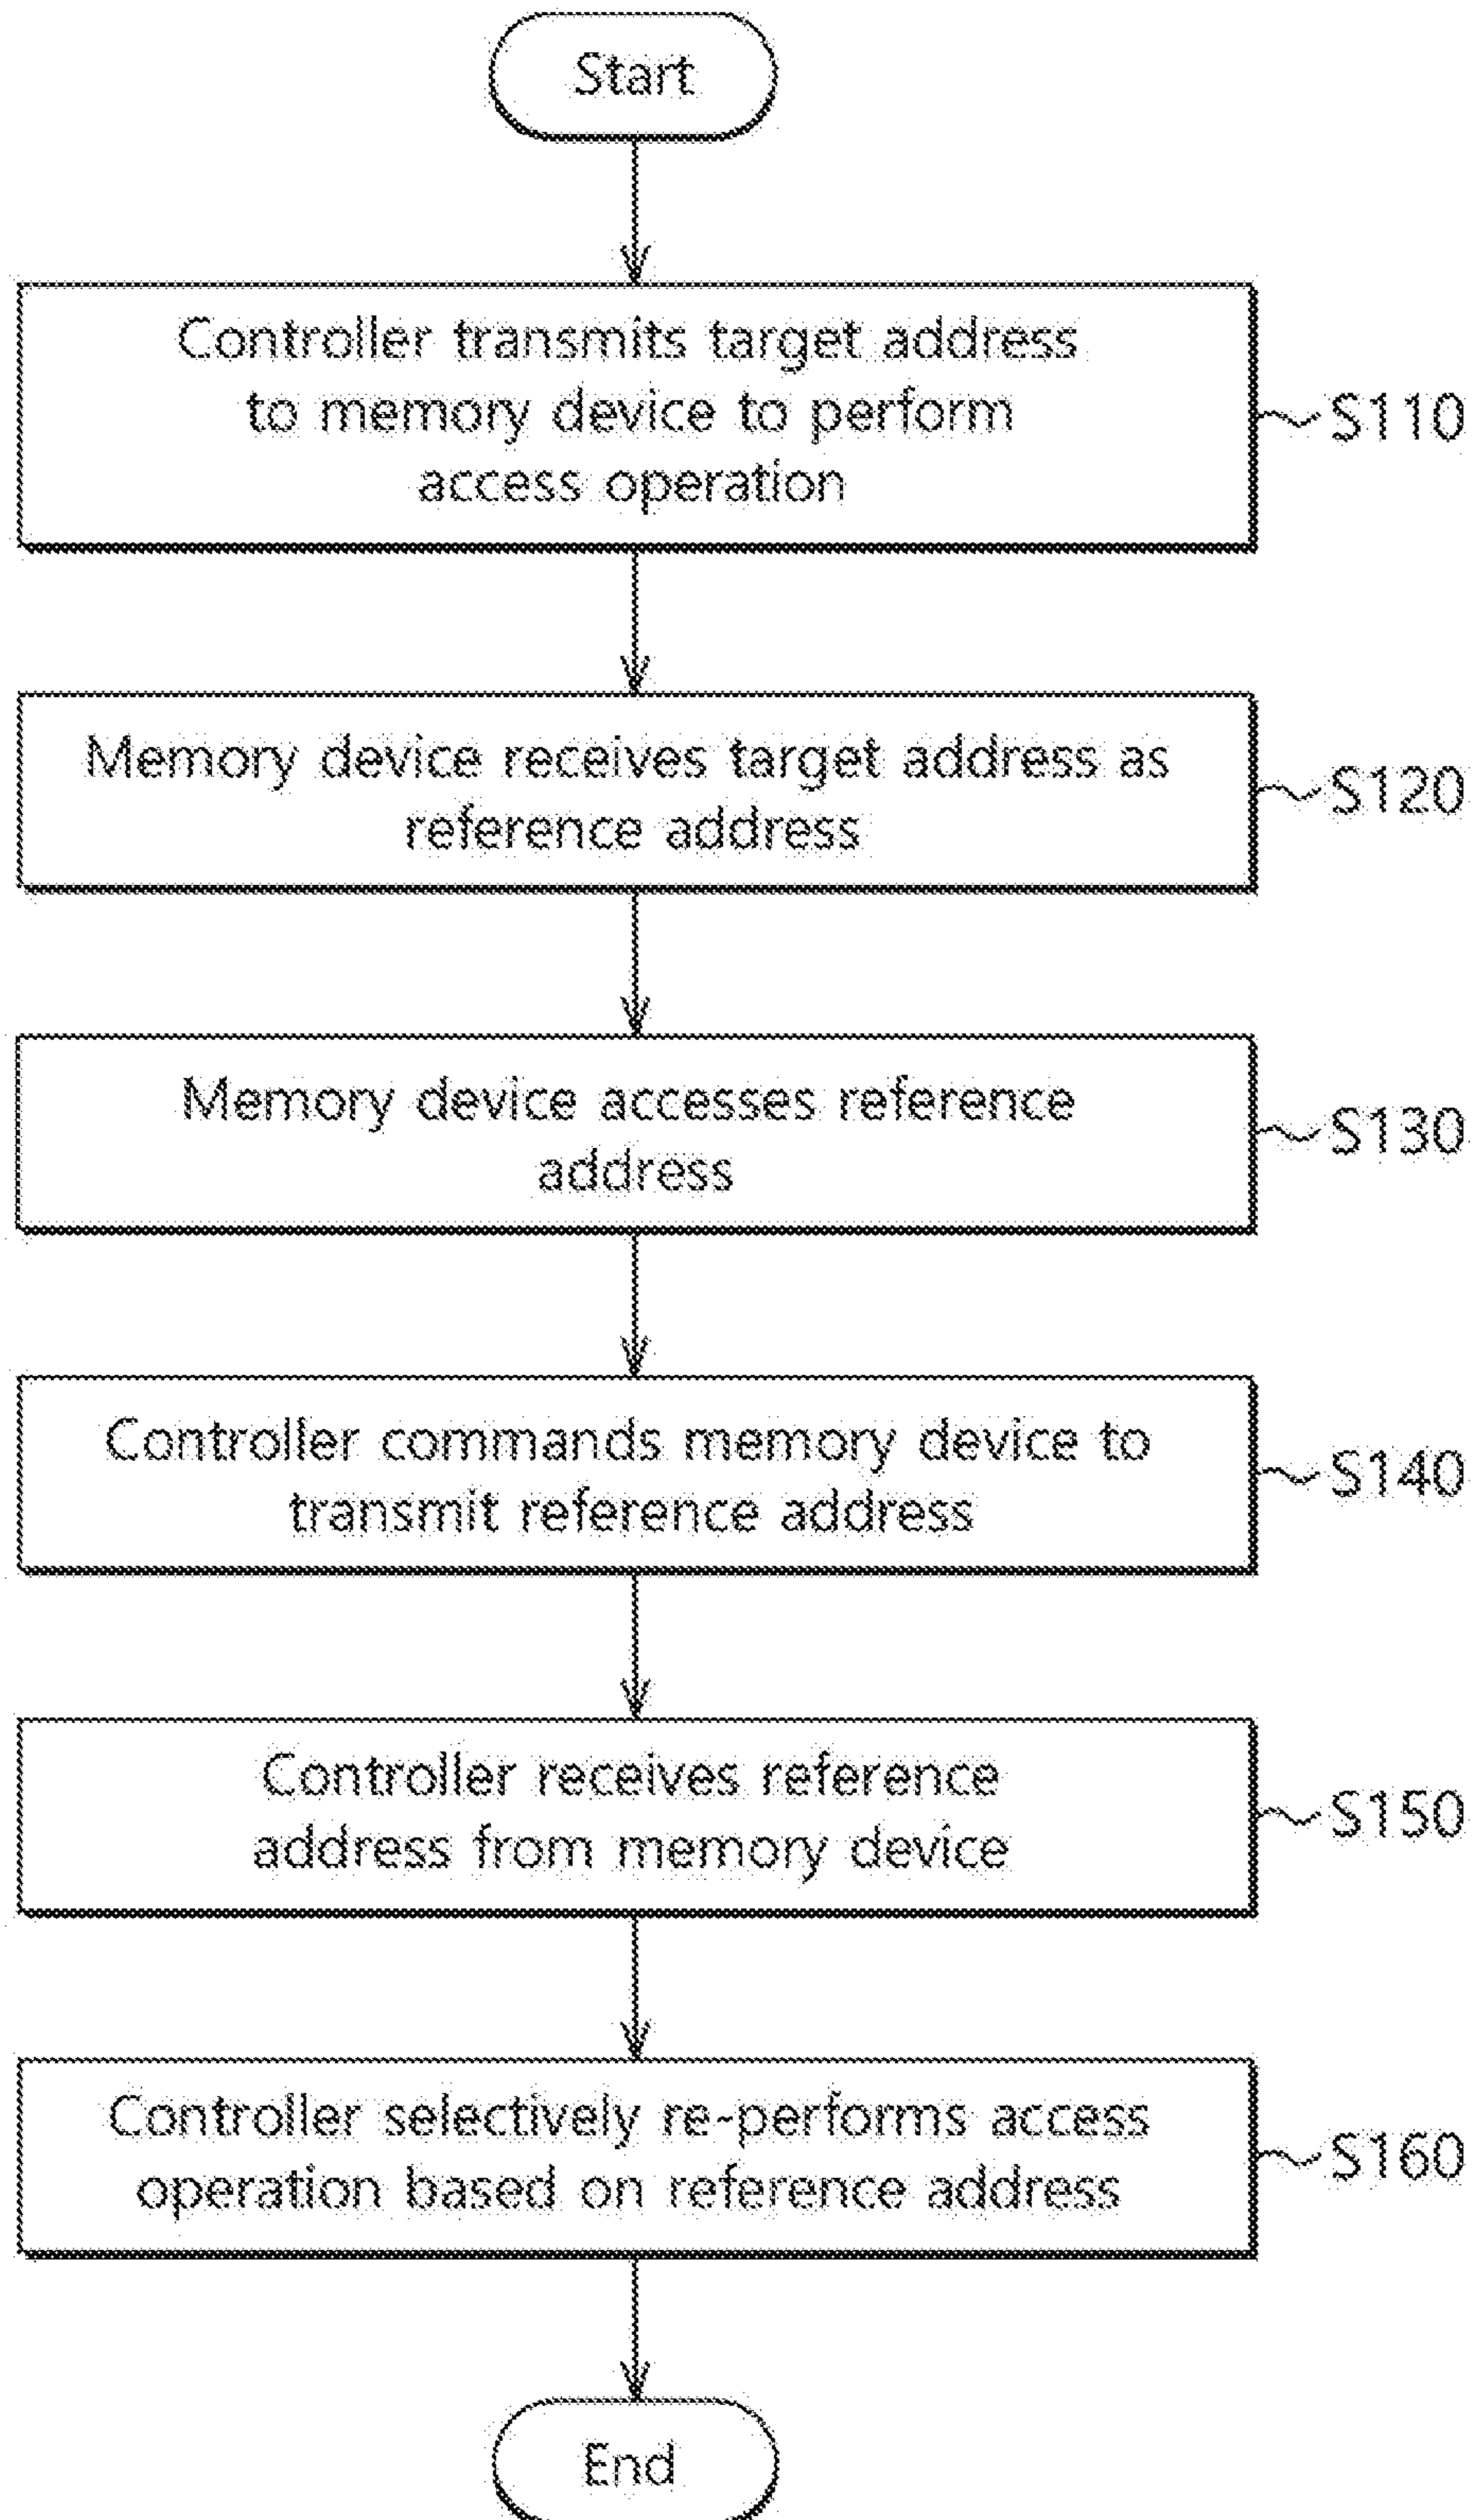 Start
Controller transmits target address
to memory device to perform
access operation
S110
Memory device receives target address as
reference address
S120
Memory device accesses reference
address
S130
Controller commands memory device to
transmit reference address
S140
Controller receives reference
address from memory device
S150
Controller selectively re-performs access
operation based on reference address
S160
End